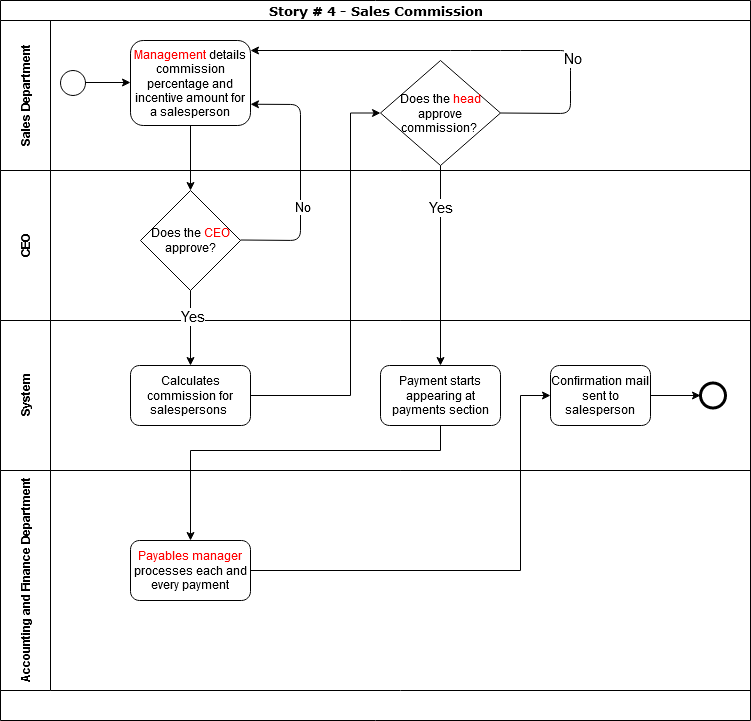 Story # 4 - Sales Commission
Sales Department
Management details
commission
percentage and
incentive amount for
a salesperson
Does the head
approve
commission?
No
CEO
Does the CEO
approve?
No
Yes
Yes
System
Calculates
commission for
salespersons
Payment starts
appearing at
payments section
Confirmation mail
sent to
salesperson
Accounting and Finance Department
Payables manager
processes each and
every payment